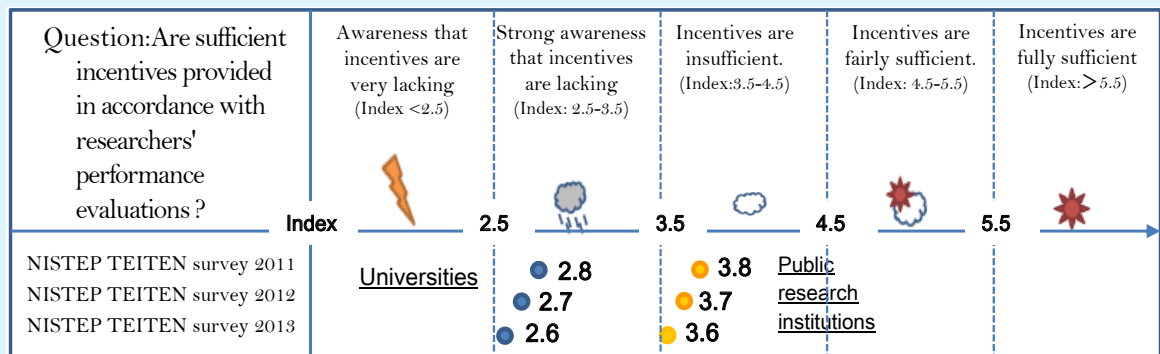 Question:Are sufficient
incentives provided
in accordance with
researchers'
performance
evaluations ?
Awareness that
incentives are
very lacking
(Index <2.5)
Strong awareness
that incentives
are lacking
(Index: 2.5-3.5)
Incentives are
insufficient.
(Index:3.5-4.5)
Incentives are
fairly sufficient.
(Index: 4.5-5.5)
Incentives are
fully sufficient
(Index:＞5.5)
Index 2.5 3.5 4.5 5.5
NISTEP TEITEN survey 2011
NISTEP TEITEN survey 2012
NISTEP TEITEN survey 2013
Universities
2.8
2.7
2.6
3.8
3.7
3.6
Public
research
institutions